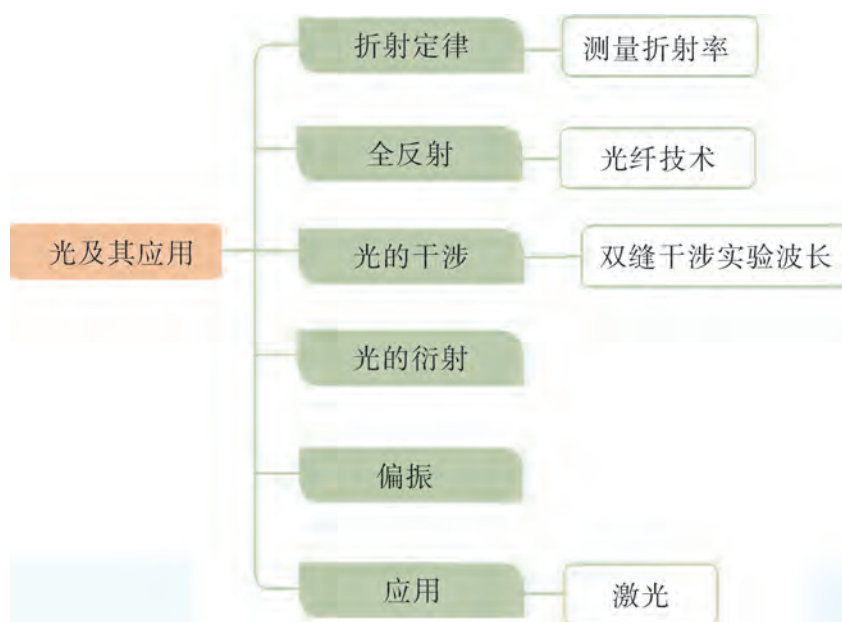 折射定律
测量折射率
全反射
光纤技术
光及其应用
光的干涉
双缝干涉实验波长
光的衍射
偏振
应用
激光